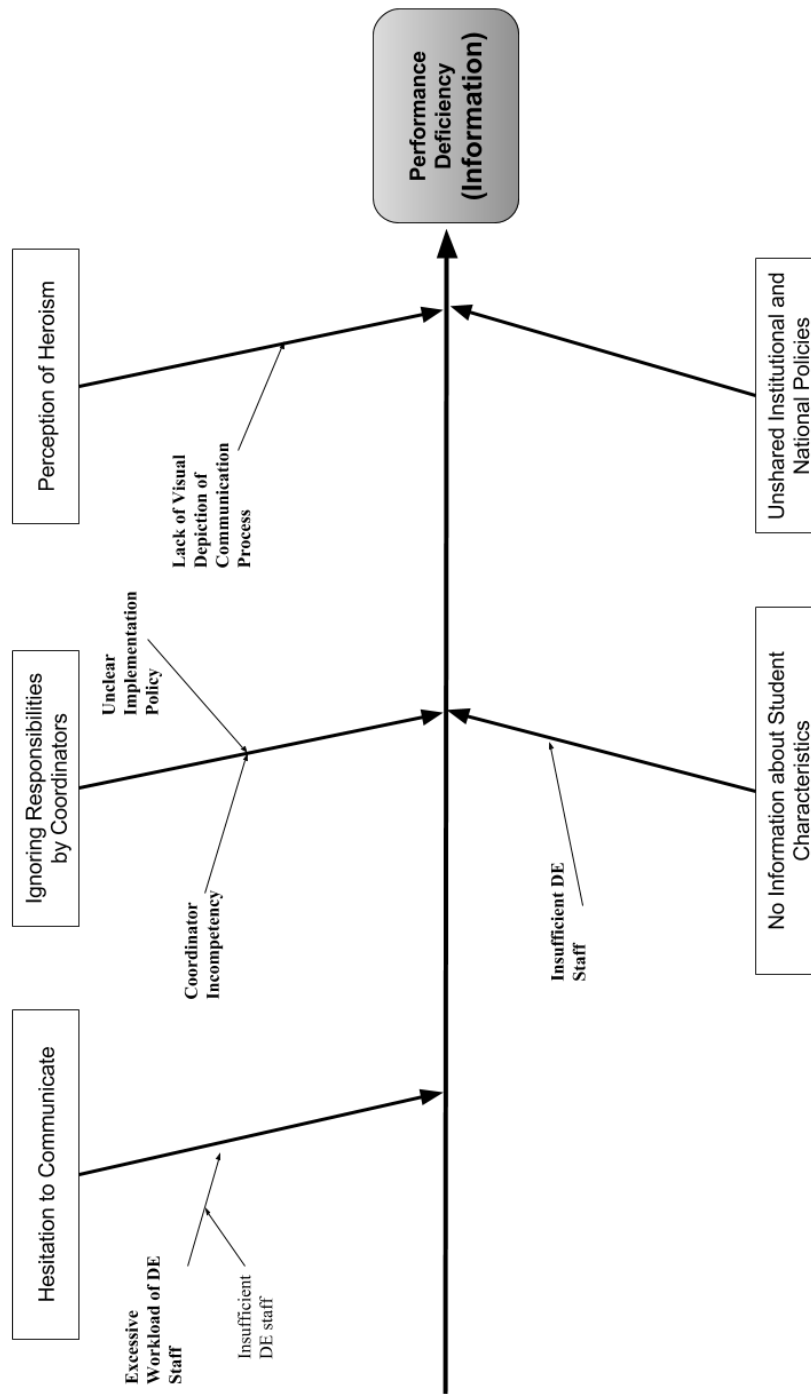 Hesitation to Communicate
Ignoring Responsibilities
by Coordinators
Perception of Heroism
Excessive
Workload of DE
Staff
Insufficient
DE staff
Coordinator
Incompetency
Unclear
Implementation
Policy
Lack of Visual
Depiction of
Communication
Process
Performance
Deficiency
(Information)
Insufficient DE
Staff
No Information about Student
Characteristics
Unshared Institutional and
National Policies